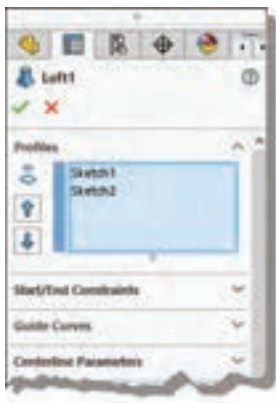 Loft1
Profiles
Sketch1
Sketch2
Start/End Constraints
Guide Curves
Centerline Parameters